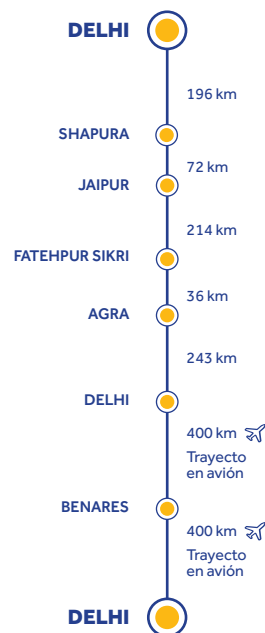 DELHI
196 km
SHAPURA
72 km
JAIPUR
214 km
FATEHPUR SIKRI
36 km
AGRA
243 km
DELHI
400 km
Trayecto
en avión
BENARES
400 km
Trayecto
en avión
DELHI